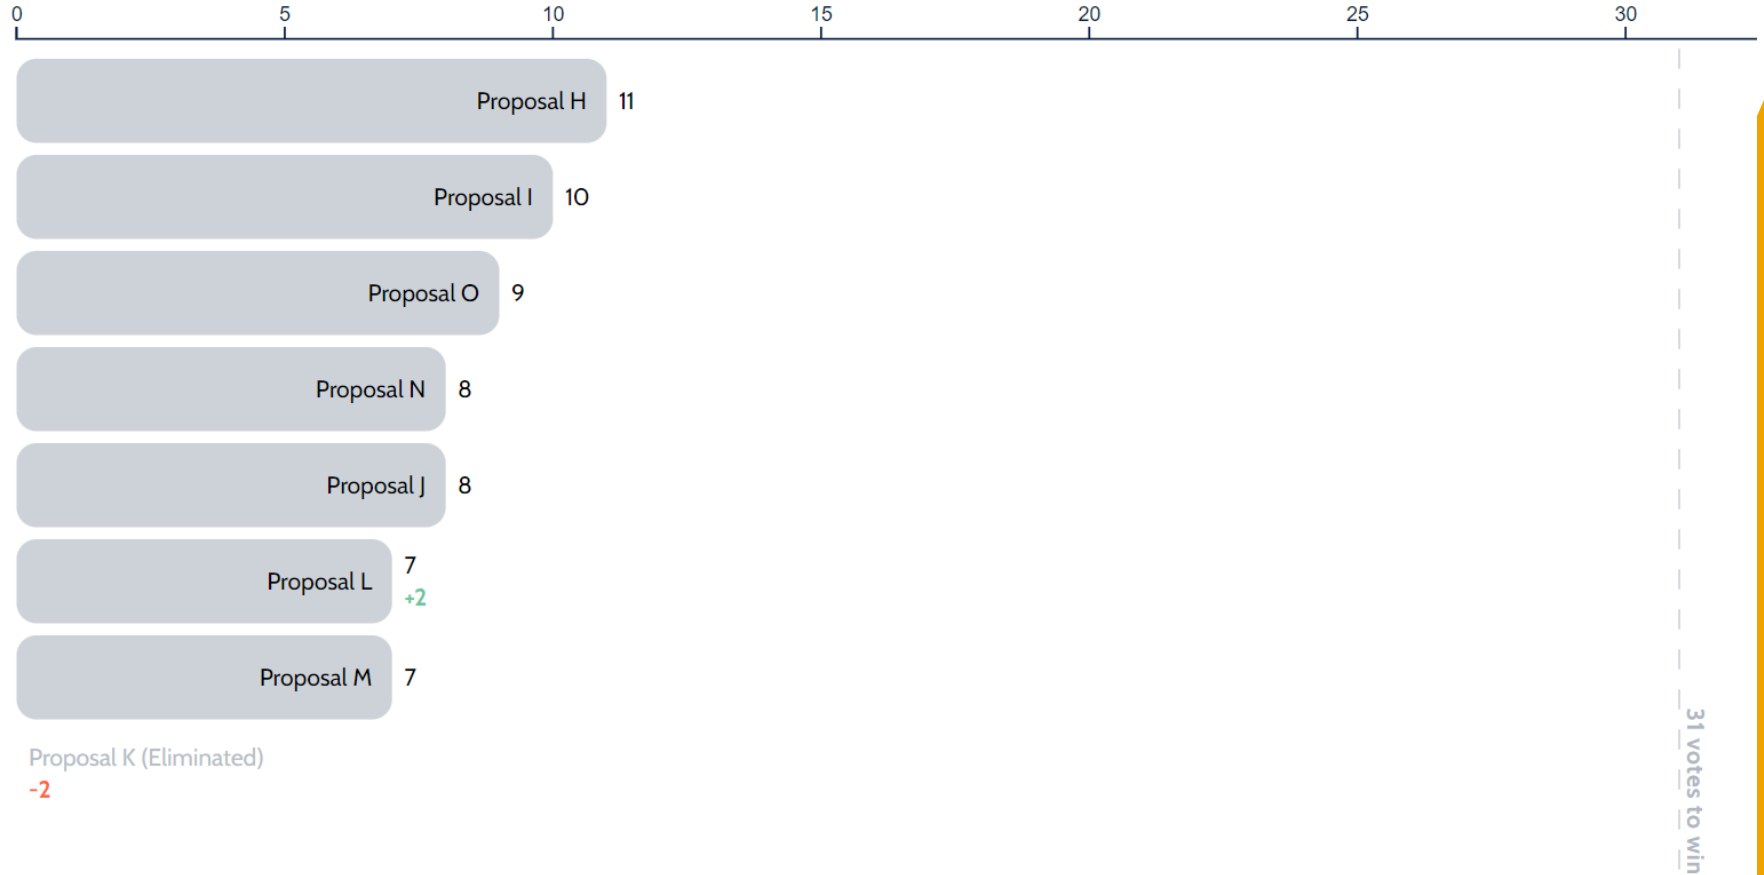 0 5 10 15 20 25 30
Proposal H 11
Proposal I 10
Proposal O 9
Proposal N 8
Proposal J 8
Proposal L 7
+2
Proposal M 7
Proposal K (Eliminated)
-2
31 votes to win